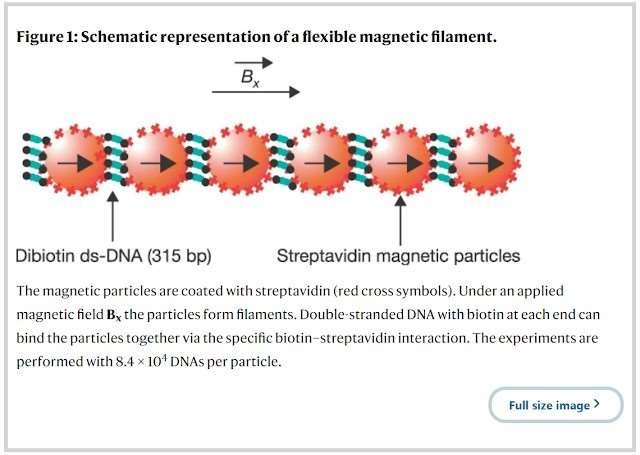 Figure 1: Schematic representation of a flexible magnetic filament.
Bx
Dibiotin ds-DNA (315 bp)
Streptavidin magnetic particles
The magnetic particles are coated with streptavidin (red cross symbols). Under an applied
magnetic field Bx the particles form filaments. Double-stranded DNA with biotin at each end can
bind the particles together via the specific biotin–streptavidin interaction. The experiments are
performed with 8.4 × 10⁴ DNAs per particle.
Full size image >